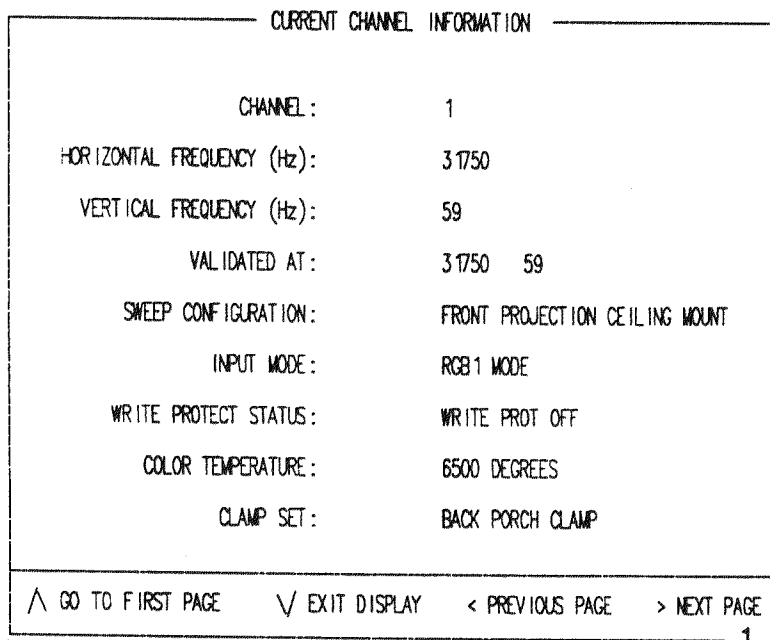 CURRENT CHANNEL INFORMATION
CHANNEL: 1
HORIZONTAL FREQUENCY (Hz): 31750
VERTICAL FREQUENCY (Hz): 59
VALIDATED AT: 31750 59
SWEEP CONFIGURATION: FRONT PROJECTION CEILING MOUNT
INPUT MODE: RGB1 MODE
WRITE PROTECT STATUS: WRITE PROT OFF
COLOR TEMPERATURE: 6500 DEGREES
CLAMP SET: BACK PORCH CLAMP
∧ GO TO FIRST PAGE ∨ EXIT DISPLAY < PREVIOUS PAGE > NEXT PAGE
1